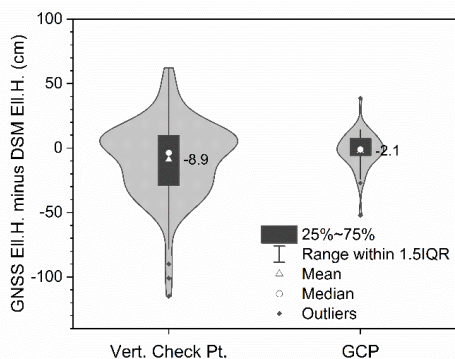 GNSS Ell.H. minus DSM Ell.H. (cm)
100
50
0
-50
-100
-8.9
-2.1
25%~75%
Range within 1.5IQR
Mean
Median
Outliers
Vert. Check Pt.
GCP